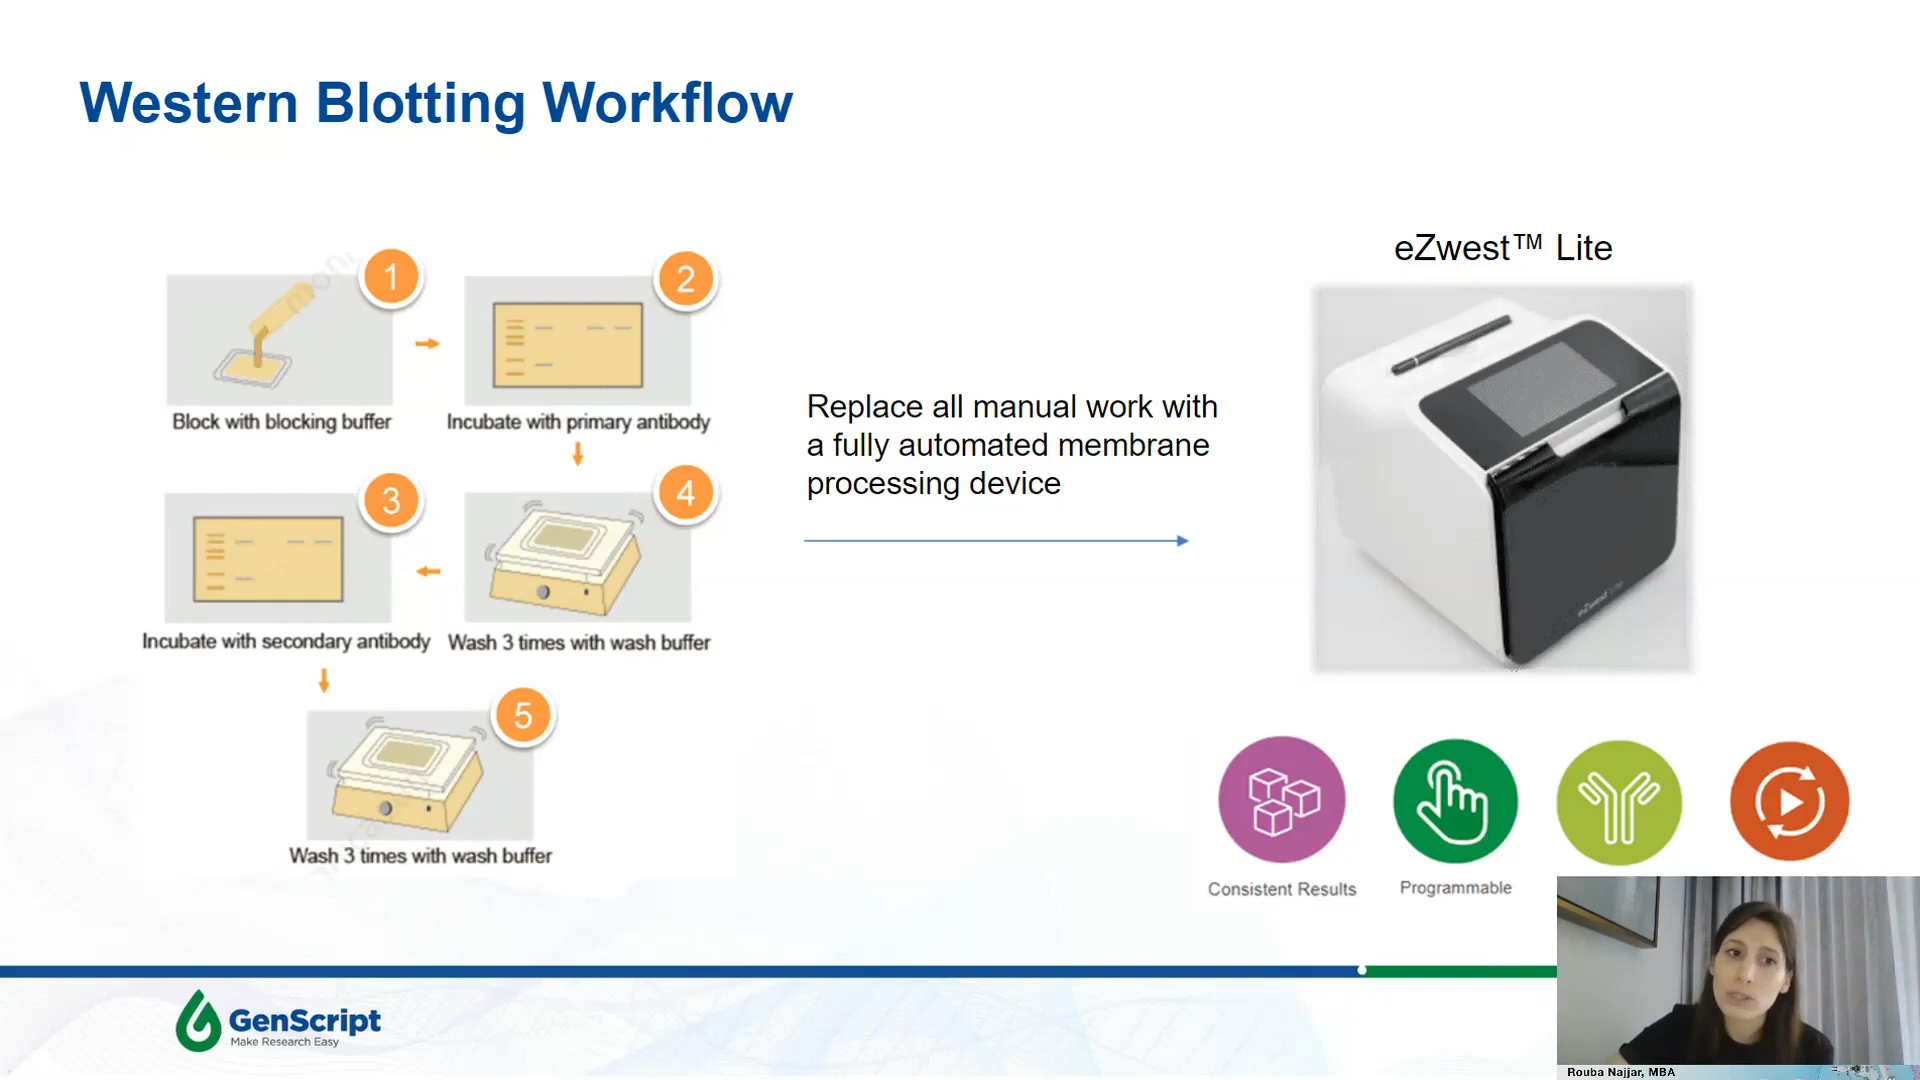 Western Blotting Workflow
1
2
Block with blocking buffer
Incubate with primary antibody
3
4
Incubate with secondary antibody
Wash 3 times with wash buffer
5
Wash 3 times with wash buffer
Replace all manual work with
a fully automated membrane
processing device
eZwest™ Lite
Consistent Results
Programmable
GenScript
Make Research Easy
Rouba Najjar, MBA